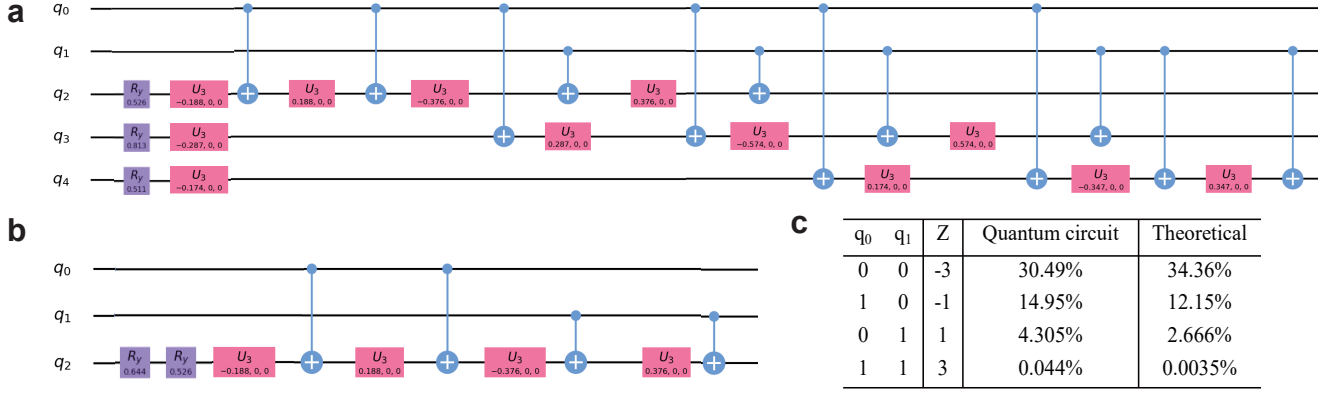 a
q0
q1
q2 Ry 0.526 U3 −0.188, 0, 0 U3 0.188, 0, 0 U3 −0.376, 0, 0 U3 0.376, 0, 0
q3 Ry 0.813 U3 −0.287, 0, 0 U3 0.287, 0, 0 U3 −0.574, 0, 0 U3 0.574, 0, 0
q4 Ry 0.511 U3 −0.174, 0, 0 U3 0.174, 0, 0 U3 −0.347, 0, 0 U3 0.347, 0, 0
b
q0
q1
q2 Ry 0.644 Ry 0.526 U3 −0.188, 0, 0 U3 0.188, 0, 0 U3 −0.376, 0, 0 U3 0.376, 0, 0
c
q0 q1 Z Quantum circuit Theoretical
0 0 -3 30.49% 34.36%
1 0 -1 14.95% 12.15%
0 1 1 4.305% 2.666%
1 1 3 0.044% 0.0035%